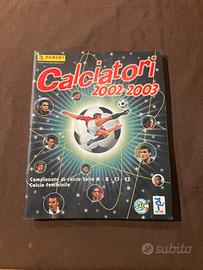 PANINI
Calciatori
2002-2003
Campionato di calcio Serie A - B - C1 - C2
Calcio femminile
subito